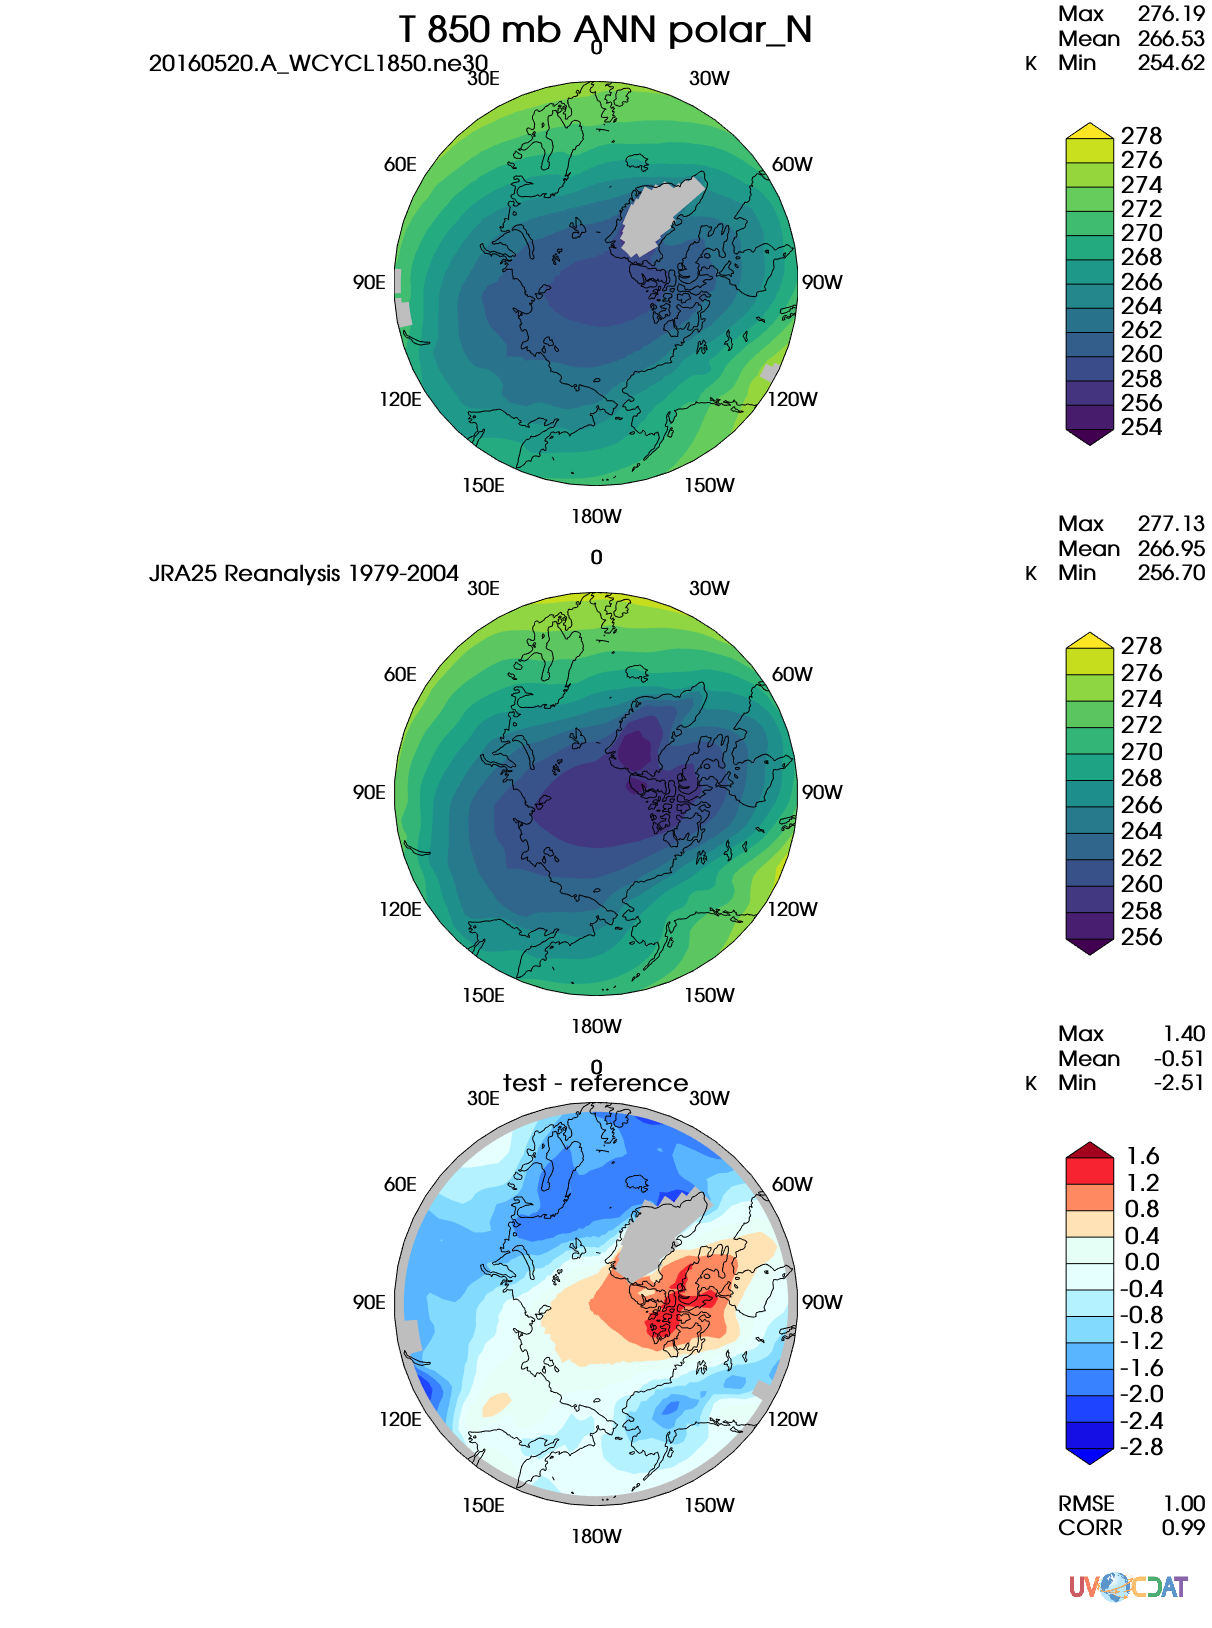 T 850 mb ANN polar_N
20160520.A_WCYCL1850.ne30
Max 276.19
Mean 266.53
K Min 254.62
0
30E 30W
60E 60W
90E 90W
120E 120W
150E 150W
180W
278
276
274
272
270
268
266
264
262
260
258
256
254
JRA25 Reanalysis 1979-2004
Max 277.13
Mean 266.95
K Min 256.70
0
30E 30W
60E 60W
90E 90W
120E 120W
150E 150W
180W
278
276
274
272
270
268
266
264
262
260
258
256
test - reference
Max 1.40
Mean -0.51
K Min -2.51
0
30E 30W
60E 60W
90E 90W
120E 120W
150E 150W
180W
1.6
1.2
0.8
0.4
0.0
-0.4
-0.8
-1.2
-1.6
-2.0
-2.4
-2.8
RMSE 1.00
CORR 0.99
UV CDAT